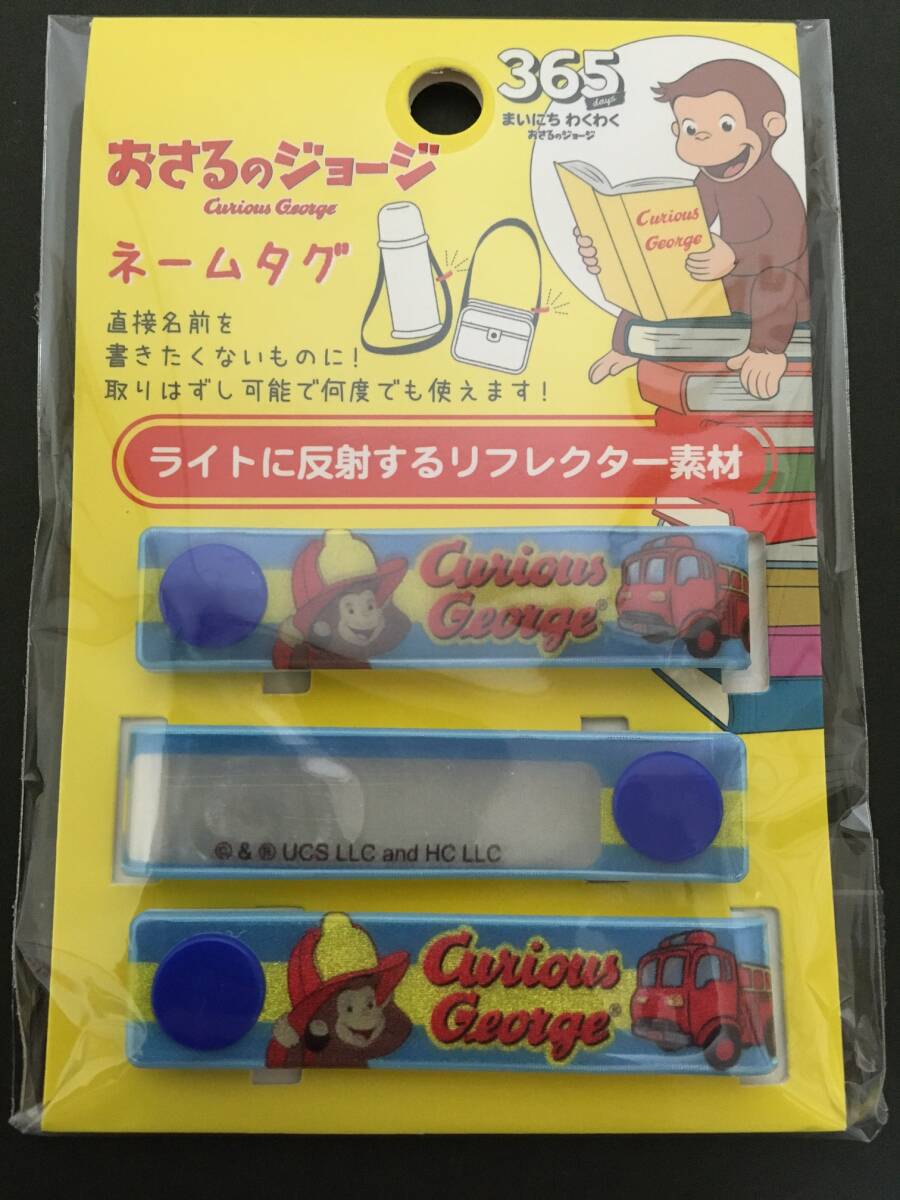 365
days
まいにち わくわく
おさるのジョージ
おさるのジョージ
Curious George
Curious
George
ネームタグ
直接名前を
書きたくないものに!
取りはずし可能で何度でも使えます!
ライトに反射するリフレクター素材
Curious
George®
& ® UCS LLC and HC LLC
Curious
George®